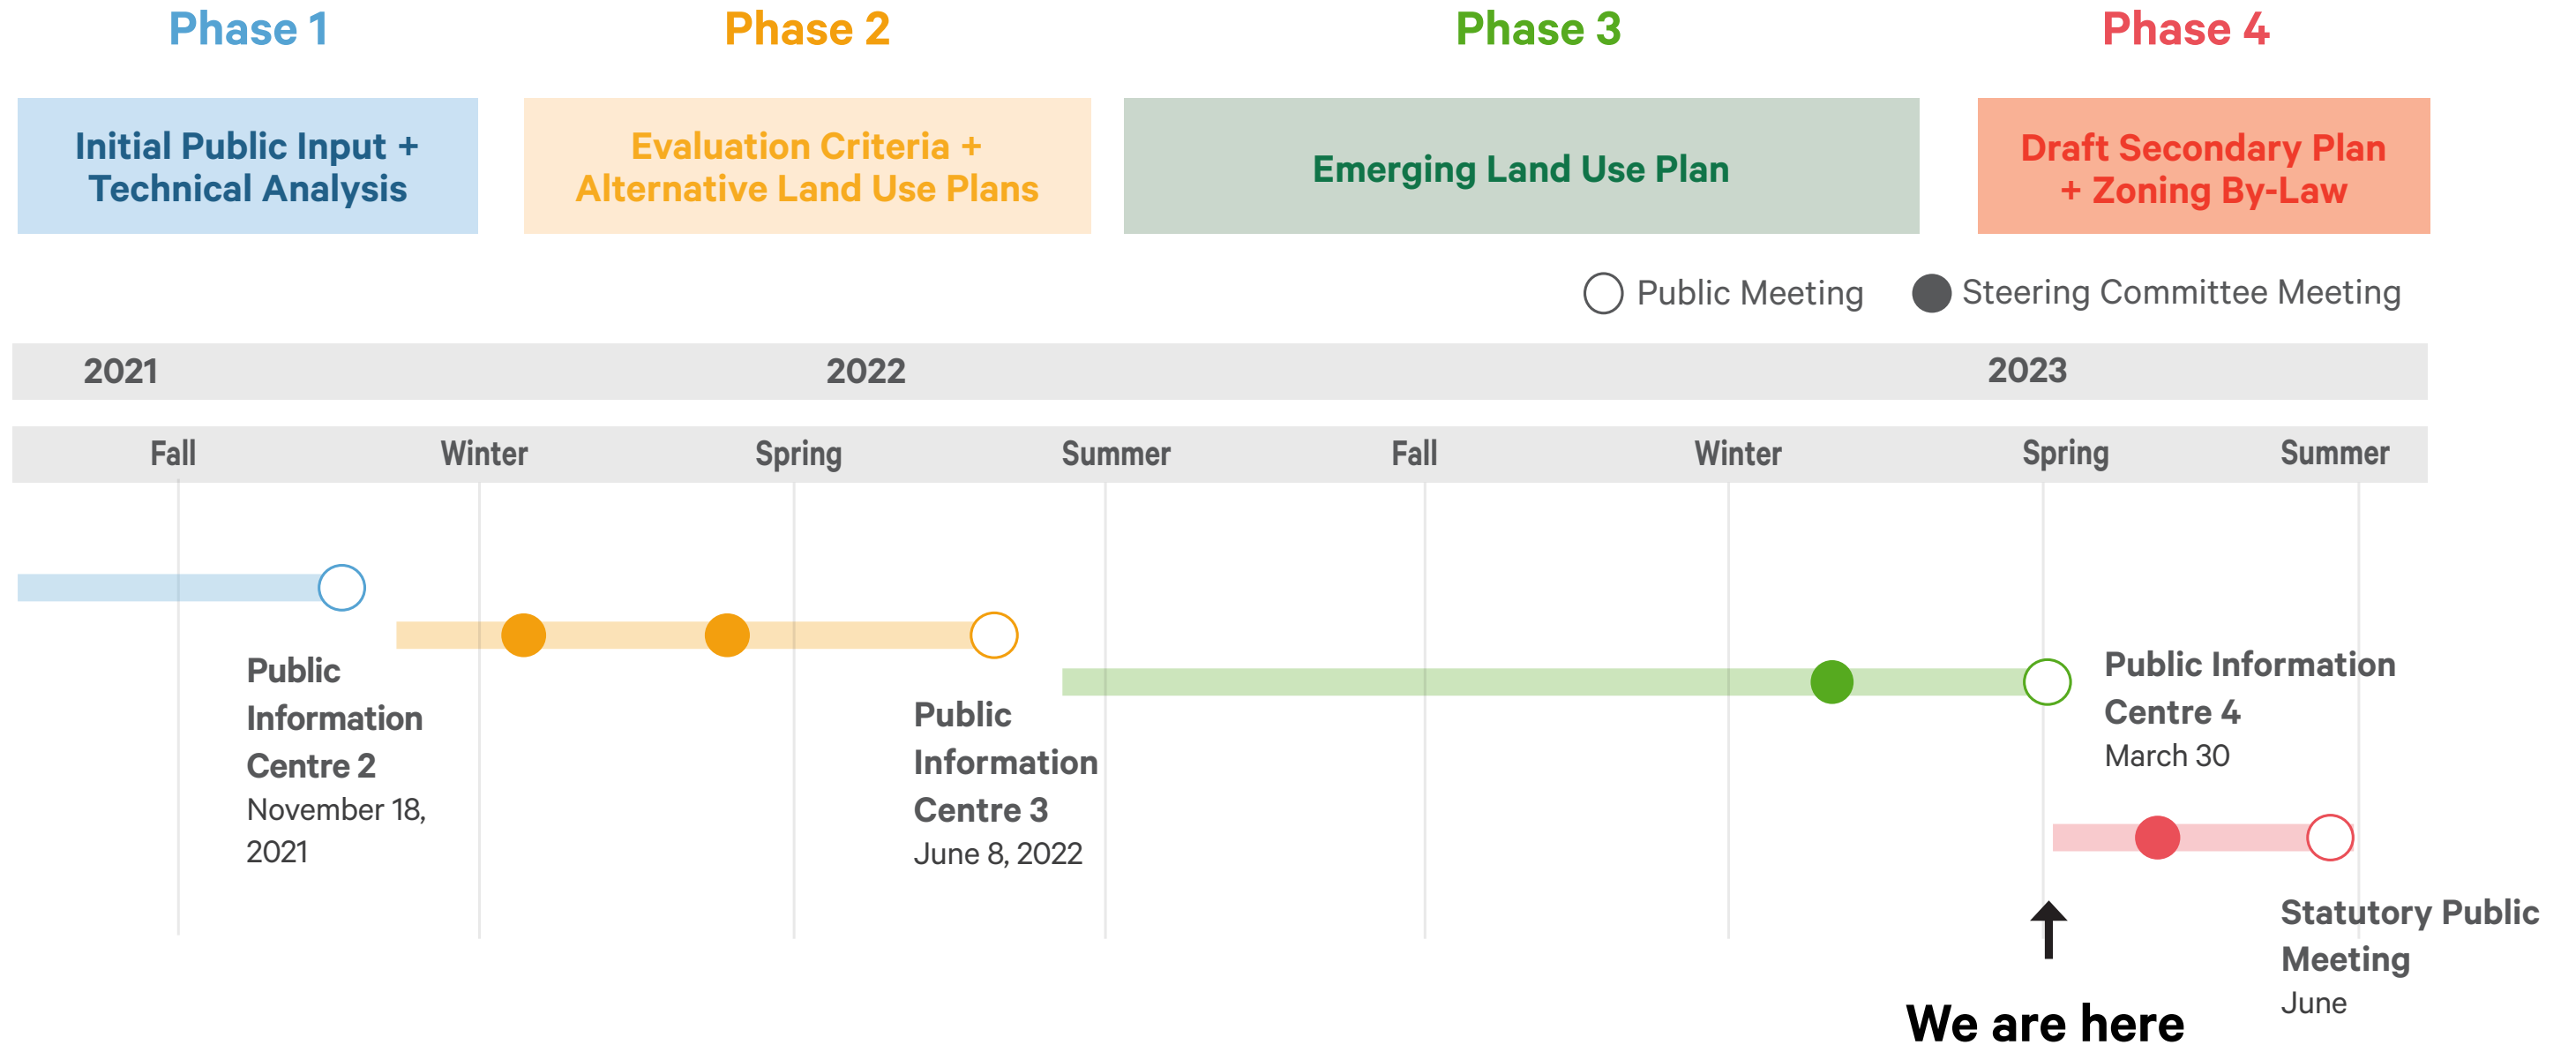 Phase 1
Phase 2
Phase 3
Phase 4
Initial Public Input +
Technical Analysis
Evaluation Criteria +
Alternative Land Use Plans
Emerging Land Use Plan
Draft Secondary Plan
+ Zoning By-Law
Public Meeting
Steering Committee Meeting
2021
2022
2023
Fall
Winter
Spring
Summer
Fall
Winter
Spring
Summer
Public
Information
Centre 2
November 18,
2021
Public
Information
Centre 3
June 8, 2022
Public Information
Centre 4
March 30
Statutory Public
Meeting
June
We are here